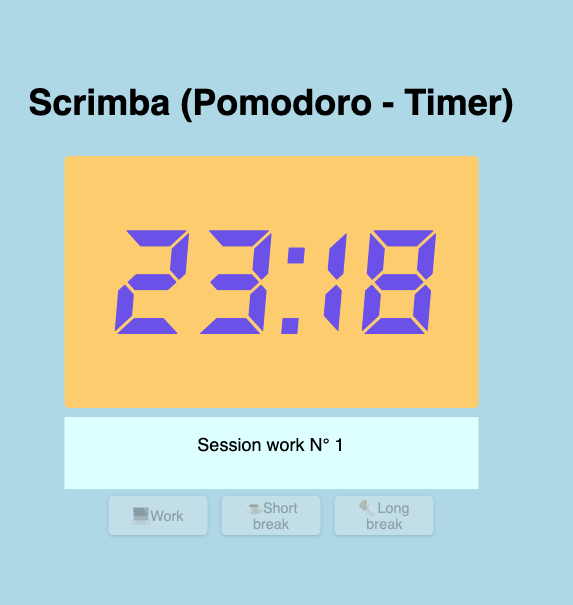 Scrimba (Pomodoro - Timer)
23:18
Session work N° 1
💻Work
☕Short
break
Long
break